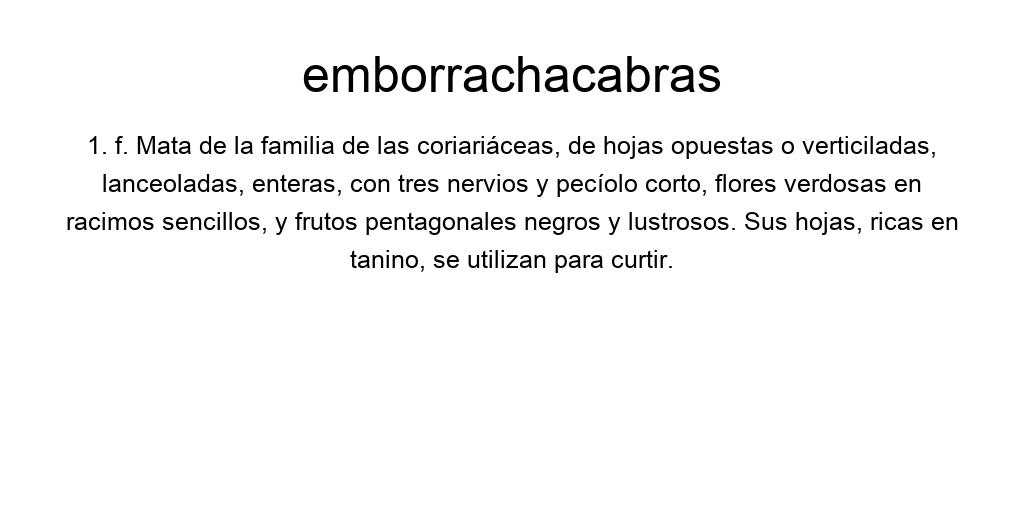 emborrachacabras
1. f. Mata de la familia de las coriariáceas, de hojas opuestas o verticiladas,
lanceoladas, enteras, con tres nervios y pecíolo corto, flores verdosas en
racimos sencillos, y frutos pentagonales negros y lustrosos. Sus hojas, ricas en
tanino, se utilizan para curtir.